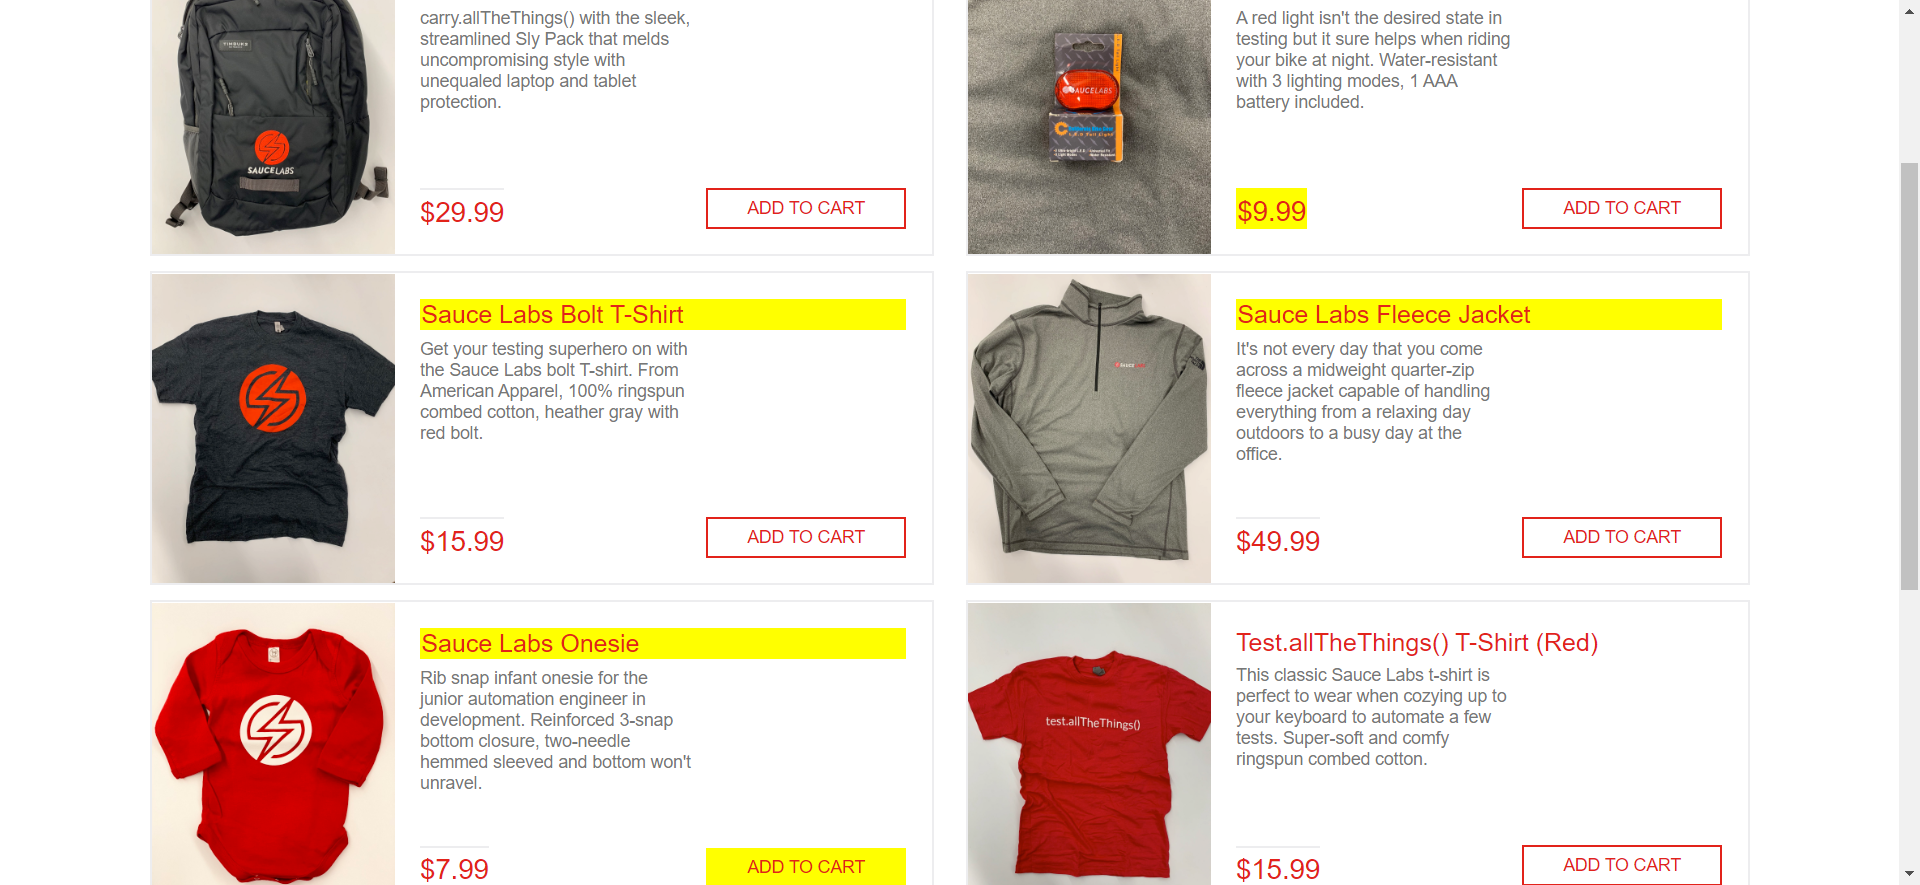 carry.allTheThings() with the sleek,
streamlined Sly Pack that melds
uncompromising style with
unequaled laptop and tablet
protection.
SAUCELABS
$29.99
ADD TO CART
A red light isn't the desired state in
testing but it sure helps when riding
your bike at night. Water-resistant
with 3 lighting modes, 1 AAA
battery included.
SAUCELABS
$9.99
ADD TO CART
Sauce Labs Bolt T-Shirt
Get your testing superhero on with
the Sauce Labs bolt T-shirt. From
American Apparel, 100% ringspun
combed cotton, heather gray with
red bolt.
$15.99
ADD TO CART
Sauce Labs Fleece Jacket
It's not every day that you come
across a midweight quarter-zip
fleece jacket capable of handling
everything from a relaxing day
outdoors to a busy day at the
office.
$49.99
ADD TO CART
Sauce Labs Onesie
Rib snap infant onesie for the
junior automation engineer in
development. Reinforced 3-snap
bottom closure, two-needle
hemmed sleeved and bottom won't
unravel.
$7.99
ADD TO CART
Test.allTheThings() T-Shirt (Red)
This classic Sauce Labs t-shirt is
perfect to wear when cozying up to
your keyboard to automate a few
tests. Super-soft and comfy
ringspun combed cotton.
test.allTheThings()
$15.99
ADD TO CART